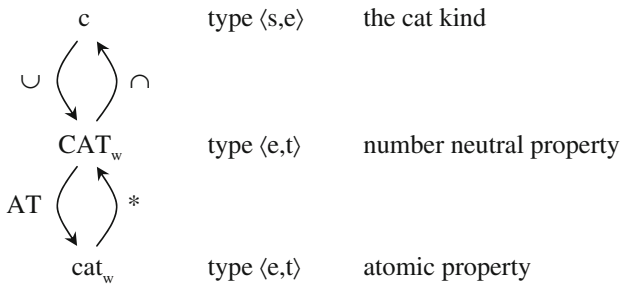 c type ⟨s,e⟩ the cat kind
∪ ∩
CAT_w type ⟨e,t⟩ number neutral property
AT *
cat_w type ⟨e,t⟩ atomic property